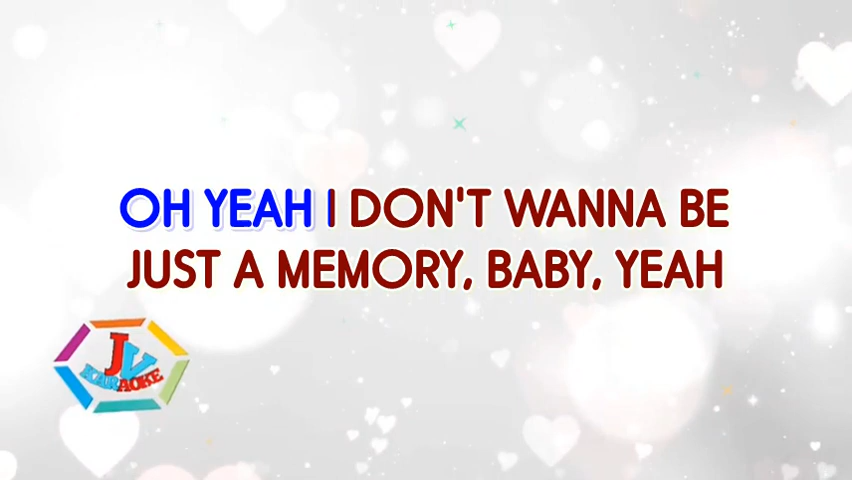 OH YEAH I DON'T WANNA BE
JUST A MEMORY, BABY, YEAH
JV
KARAOKE